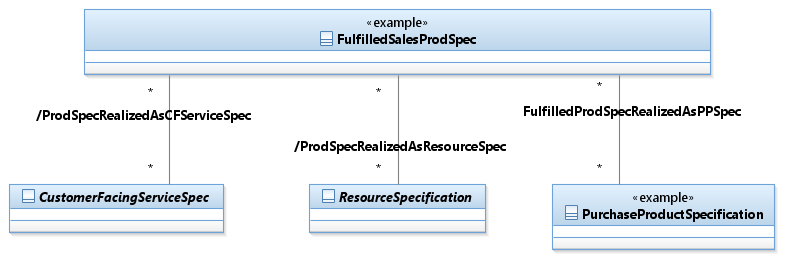 «example»
FulfilledSalesProdSpec
*
*
*
/ProdSpecRealizedAsCFServiceSpec
FulfilledProdSpecRealizedAsPPSpec
/ProdSpecRealizedAsResourceSpec
*
*
*
CustomerFacingServiceSpec
ResourceSpecification
«example»
PurchaseProductSpecification